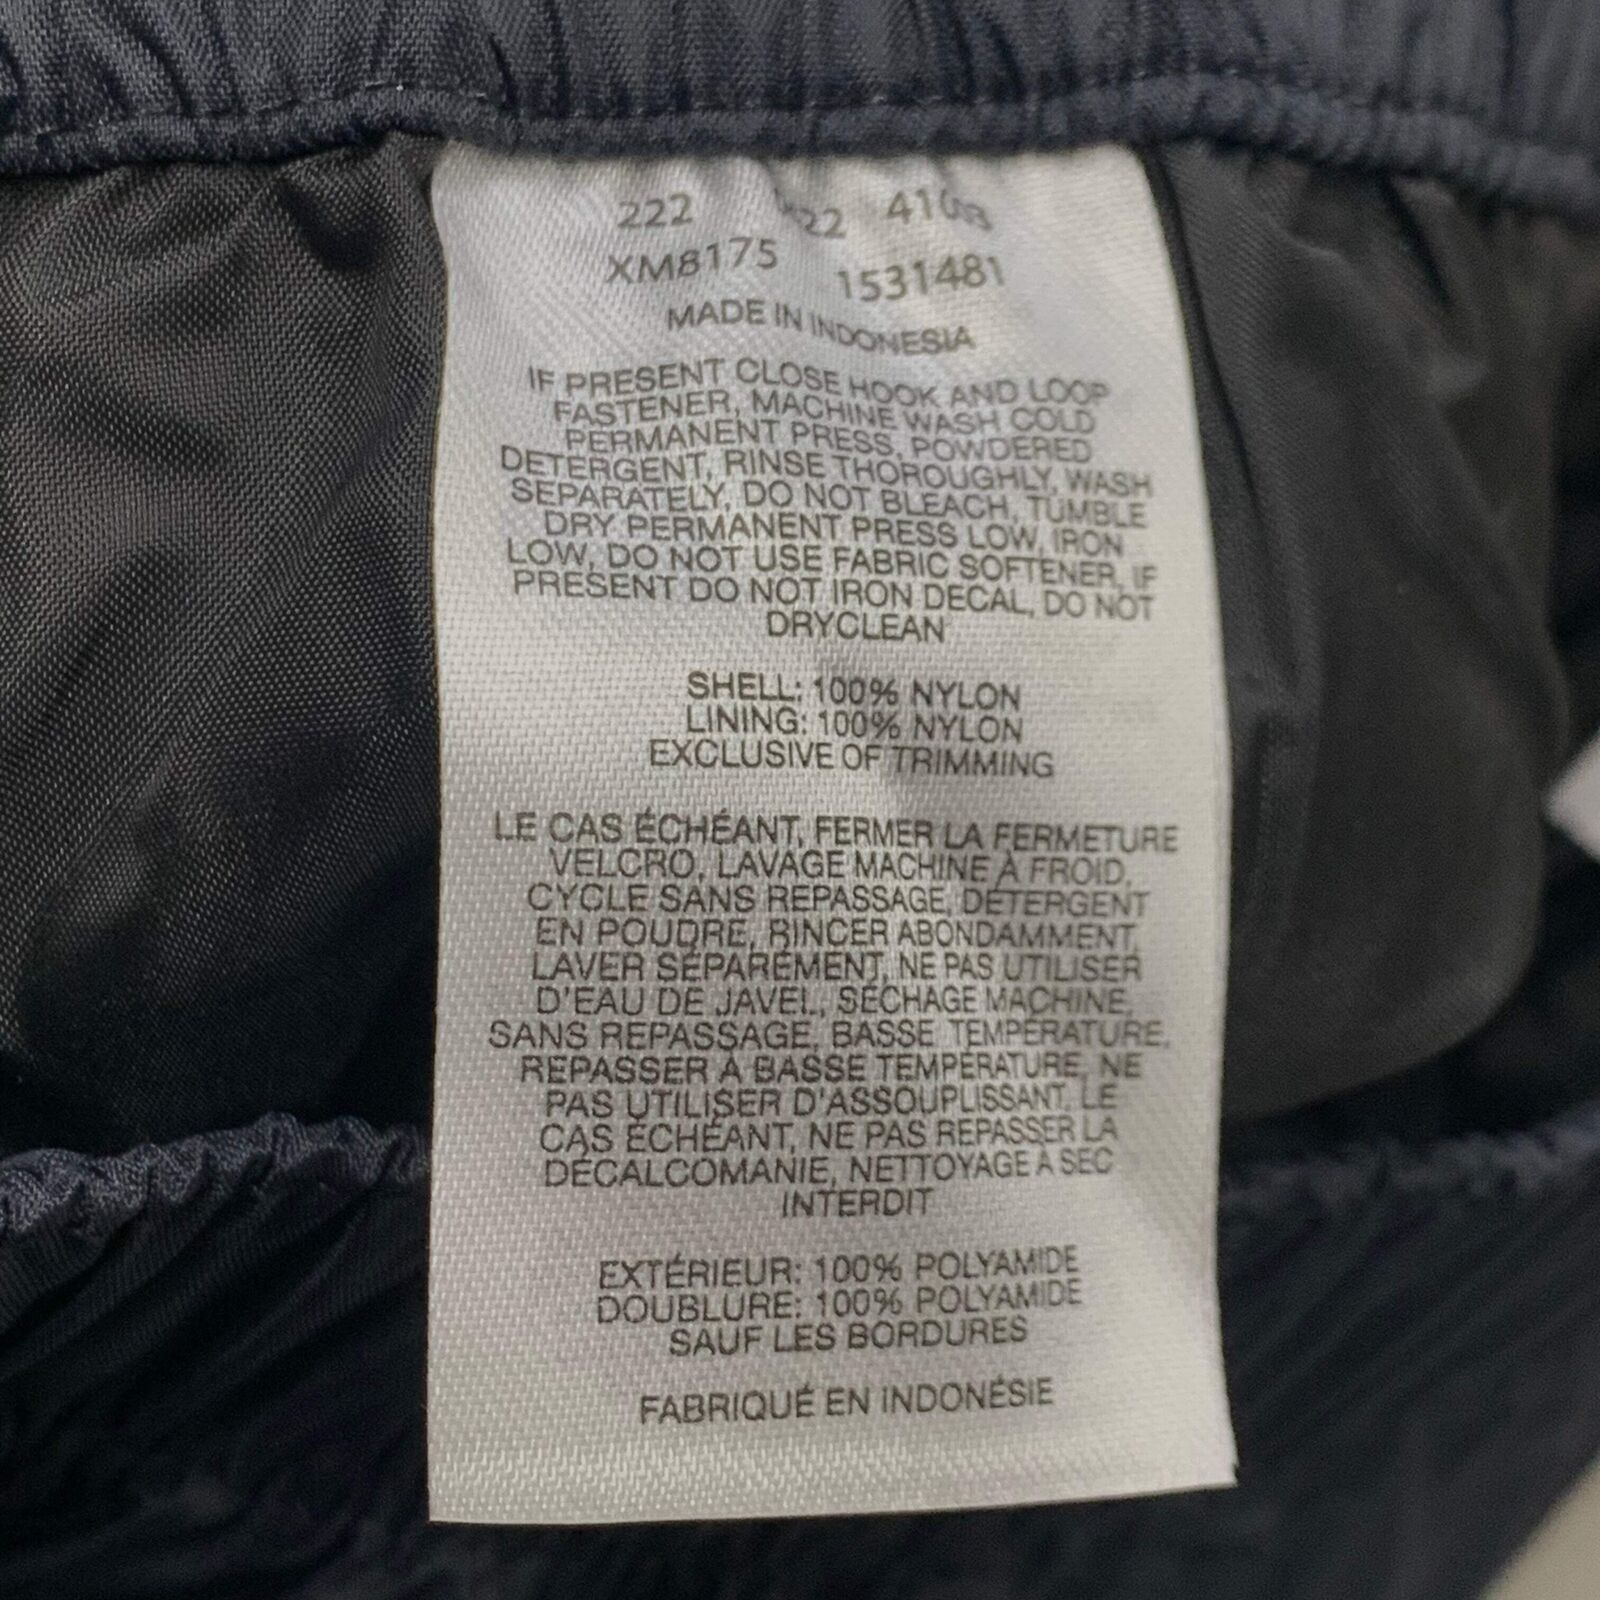 222 410
XM8175 1531481
MADE IN INDONESIA
IF PRESENT CLOSE HOOK AND LOOP
FASTENER, MACHINE WASH COLD
PERMANENT PRESS, POWDERED
DETERGENT, RINSE THOROUGHLY, WASH
SEPARATELY, DO NOT BLEACH, TUMBLE
DRY PERMANENT PRESS LOW, IRON
LOW, DO NOT USE FABRIC SOFTENER, IF
PRESENT DO NOT IRON DECAL, DO NOT
DRYCLEAN
SHELL: 100% NYLON
LINING: 100% NYLON
EXCLUSIVE OF TRIMMING
LE CAS ÉCHÉANT, FERMER LA FERMETURE
VELCRO, LAVAGE MACHINE À FROID,
CYCLE SANS REPASSAGE, DÉTERGENT
EN POUDRE, RINCER ABONDAMMENT,
LAVER SÉPARÉMENT, NE PAS UTILISER
D'EAU DE JAVEL, SÉCHAGE MACHINE,
SANS REPASSAGE, BASSE TEMPÉRATURE,
REPASSER À BASSE TEMPÉRATURE, NE
PAS UTILISER D'ASSOUPLISSANT, LE
CAS ÉCHÉANT, NE PAS REPASSER LA
DÉCALCOMANIE, NETTOYAGE À SEC
INTERDIT
EXTÉRIEUR: 100% POLYAMIDE
DOUBLURE: 100% POLYAMIDE
SAUF LES BORDURES
FABRIQUÉ EN INDONÉSIE